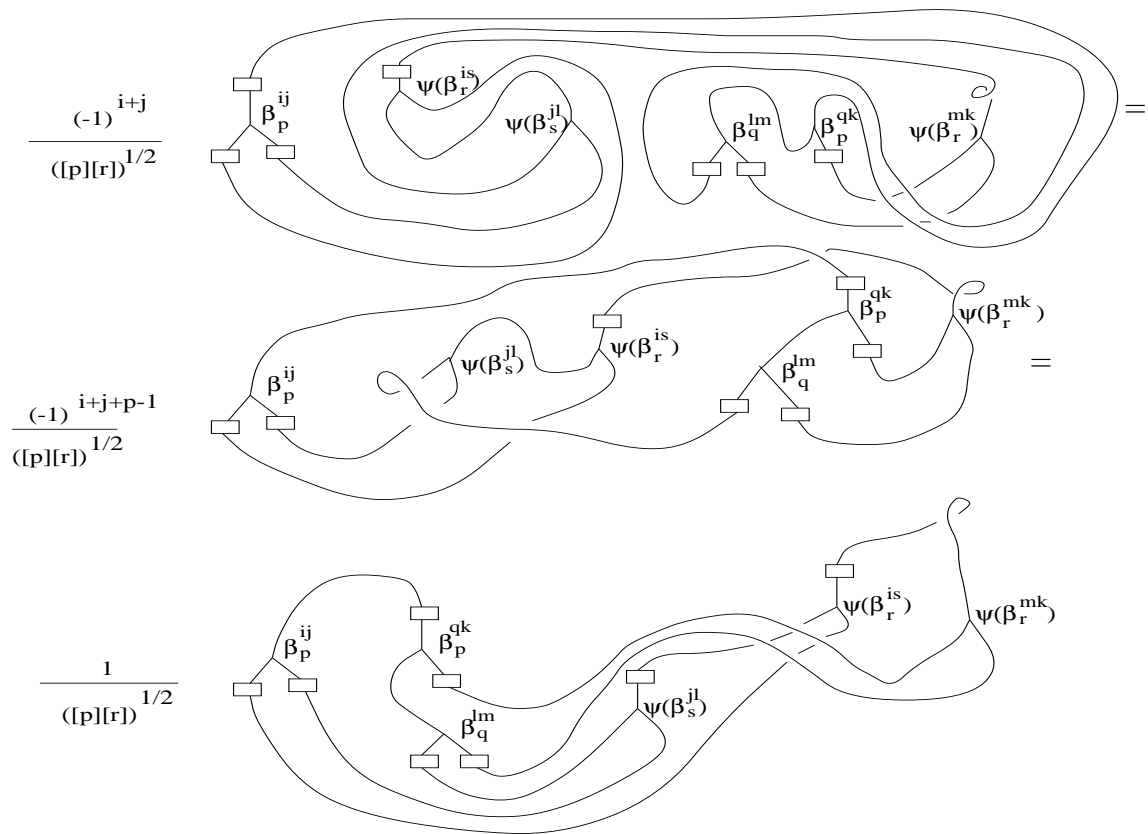 (-1)^{i+j} / ([p][r])^{1/2} β_p^{ij} ψ(β_r^{is}) ψ(β_s^{jl}) β_q^{lm} β_p^{qk} ψ(β_r^{mk}) =
(-1)^{i+j+p-1} / ([p][r])^{1/2} β_p^{ij} ψ(β_s^{jl}) ψ(β_r^{is}) β_q^{lm} β_p^{qk} ψ(β_r^{mk}) =
1 / ([p][r])^{1/2} β_p^{ij} β_p^{qk} β_q^{lm} ψ(β_s^{jl}) ψ(β_r^{is}) ψ(β_r^{mk})